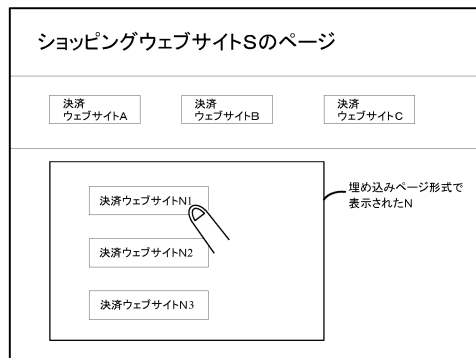 ショッピングウェブサイトSのページ
決済
ウェブサイトA
決済
ウェブサイトB
決済
ウェブサイトC
決済ウェブサイトN1
埋め込みページ形式で
表示されたN
決済ウェブサイトN2
決済ウェブサイトN3